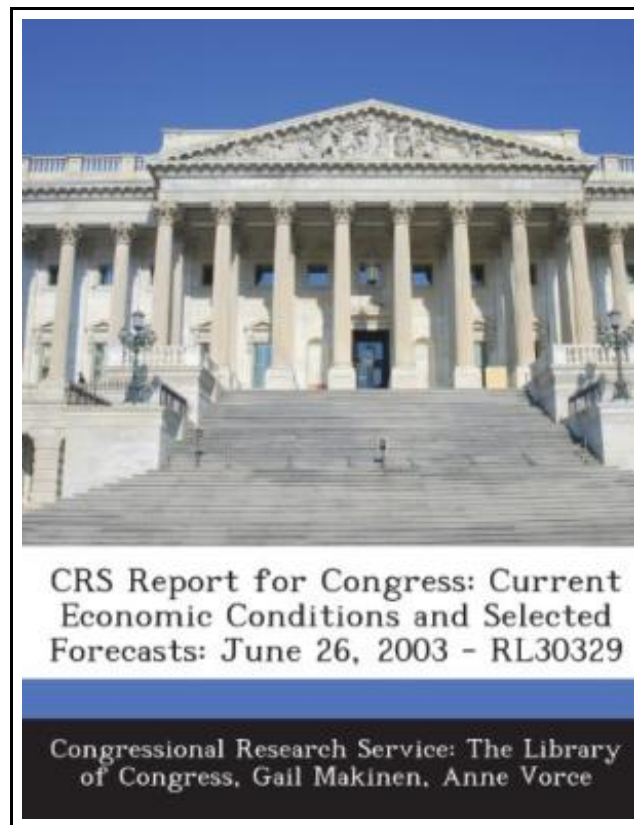 CRS Report for Congress: Current
Economic Conditions and Selected
Forecasts: June 26, 2003 - RL30329
Congressional Research Service: The Library
of Congress, Gail Makinen, Anne Vorce